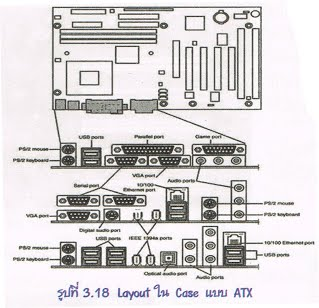 USB ports
Parallel port
Game port
PS/2 mouse
PS/2 keyboard
VGA port
Audio ports
Serial port
10/100
Ethernet port
PS/2 mouse
VGA port
PS/2 keyboard
Digital audio port
PS/2 mouse
USB ports
IEEE 1394a ports
10/100 Ethernet port
PS/2 keyboard
USB ports
Optical audio port
Audio ports
รูปที่ 3.18 Layout ใน Case แบบ ATX